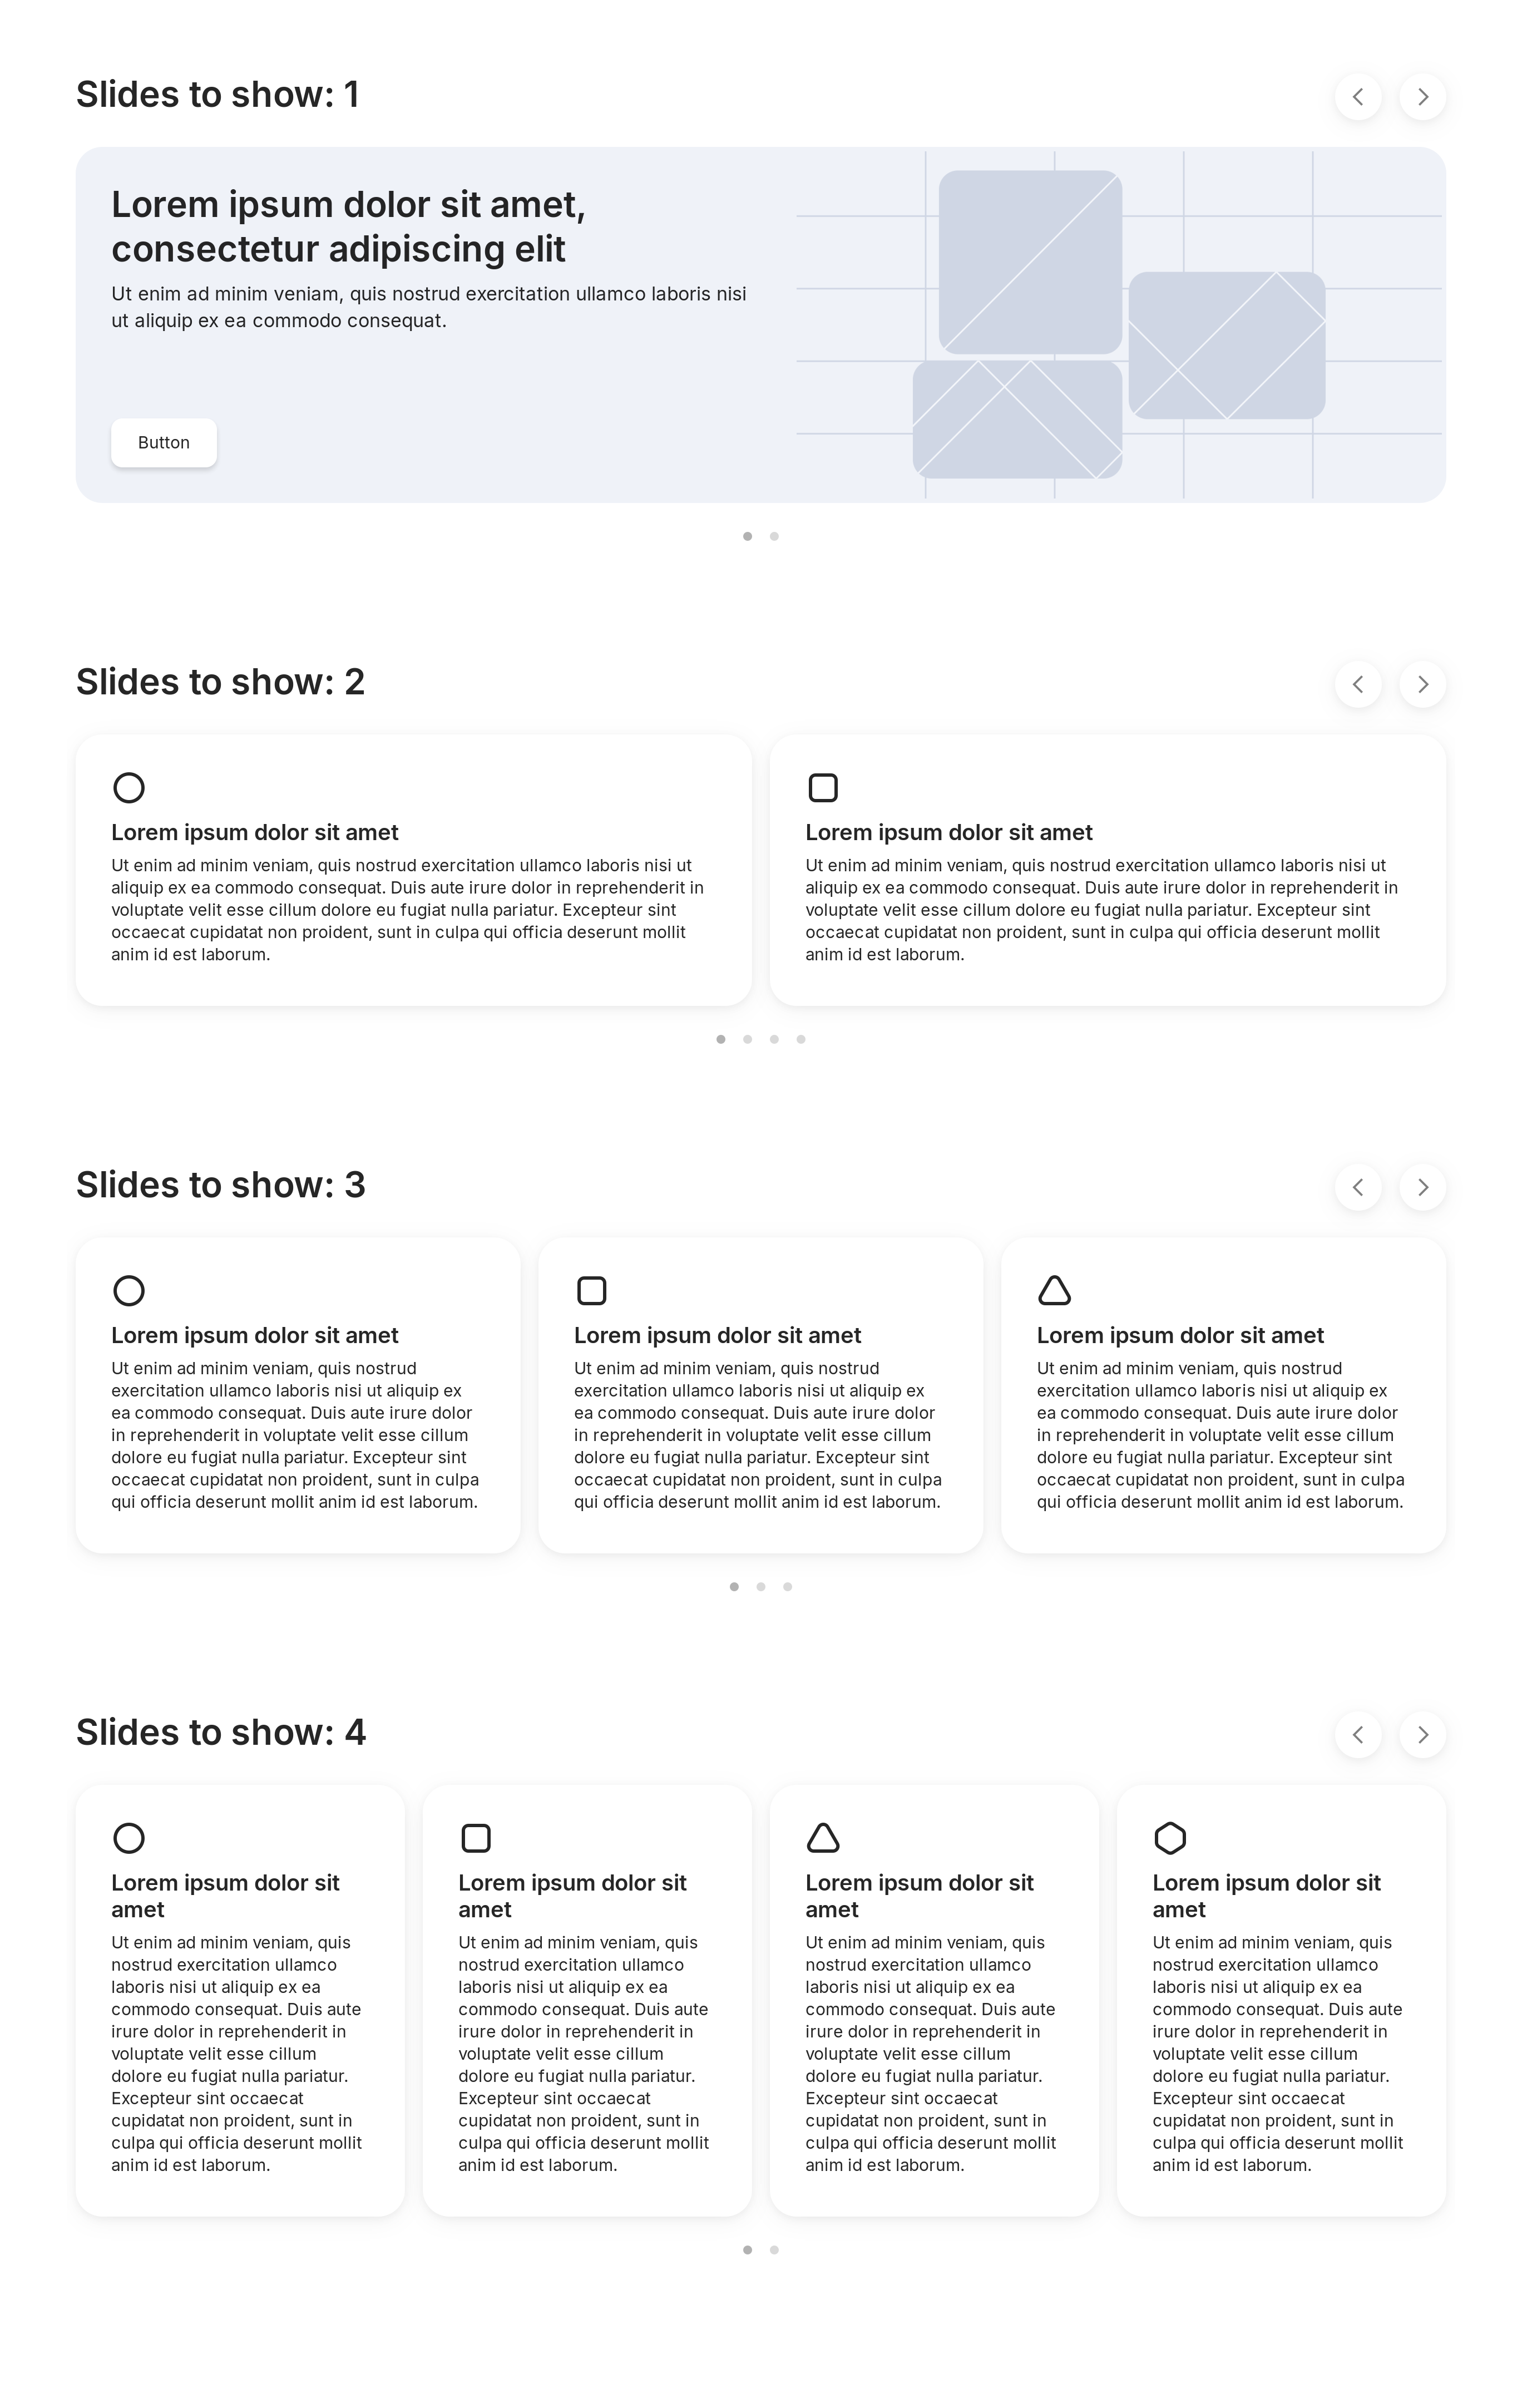 Slides to show: 1
Lorem ipsum dolor sit amet,
consectetur adipiscing elit
Ut enim ad minim veniam, quis nostrud exercitation ullamco laboris nisi
ut aliquip ex ea commodo consequat.
Button
Slides to show: 2
Lorem ipsum dolor sit amet
Ut enim ad minim veniam, quis nostrud exercitation ullamco laboris nisi ut
aliquip ex ea commodo consequat. Duis aute irure dolor in reprehenderit in
voluptate velit esse cillum dolore eu fugiat nulla pariatur. Excepteur sint
occaecat cupidatat non proident, sunt in culpa qui officia deserunt mollit
anim id est laborum.
Lorem ipsum dolor sit amet
Ut enim ad minim veniam, quis nostrud exercitation ullamco laboris nisi ut
aliquip ex ea commodo consequat. Duis aute irure dolor in reprehenderit in
voluptate velit esse cillum dolore eu fugiat nulla pariatur. Excepteur sint
occaecat cupidatat non proident, sunt in culpa qui officia deserunt mollit
anim id est laborum.
Slides to show: 3
Lorem ipsum dolor sit amet
Ut enim ad minim veniam, quis nostrud
exercitation ullamco laboris nisi ut aliquip ex
ea commodo consequat. Duis aute irure dolor
in reprehenderit in voluptate velit esse cillum
dolore eu fugiat nulla pariatur. Excepteur sint
occaecat cupidatat non proident, sunt in culpa
qui officia deserunt mollit anim id est laborum.
Lorem ipsum dolor sit amet
Ut enim ad minim veniam, quis nostrud
exercitation ullamco laboris nisi ut aliquip ex
ea commodo consequat. Duis aute irure dolor
in reprehenderit in voluptate velit esse cillum
dolore eu fugiat nulla pariatur. Excepteur sint
occaecat cupidatat non proident, sunt in culpa
qui officia deserunt mollit anim id est laborum.
Lorem ipsum dolor sit amet
Ut enim ad minim veniam, quis nostrud
exercitation ullamco laboris nisi ut aliquip ex
ea commodo consequat. Duis aute irure dolor
in reprehenderit in voluptate velit esse cillum
dolore eu fugiat nulla pariatur. Excepteur sint
occaecat cupidatat non proident, sunt in culpa
qui officia deserunt mollit anim id est laborum.
Slides to show: 4
Lorem ipsum dolor sit
amet
Ut enim ad minim veniam, quis
nostrud exercitation ullamco
laboris nisi ut aliquip ex ea
commodo consequat. Duis aute
irure dolor in reprehenderit in
voluptate velit esse cillum
dolore eu fugiat nulla pariatur.
Excepteur sint occaecat
cupidatat non proident, sunt in
culpa qui officia deserunt mollit
anim id est laborum.
Lorem ipsum dolor sit
amet
Ut enim ad minim veniam, quis
nostrud exercitation ullamco
laboris nisi ut aliquip ex ea
commodo consequat. Duis aute
irure dolor in reprehenderit in
voluptate velit esse cillum
dolore eu fugiat nulla pariatur.
Excepteur sint occaecat
cupidatat non proident, sunt in
culpa qui officia deserunt mollit
anim id est laborum.
Lorem ipsum dolor sit
amet
Ut enim ad minim veniam, quis
nostrud exercitation ullamco
laboris nisi ut aliquip ex ea
commodo consequat. Duis aute
irure dolor in reprehenderit in
voluptate velit esse cillum
dolore eu fugiat nulla pariatur.
Excepteur sint occaecat
cupidatat non proident, sunt in
culpa qui officia deserunt mollit
anim id est laborum.
Lorem ipsum dolor sit
amet
Ut enim ad minim veniam, quis
nostrud exercitation ullamco
laboris nisi ut aliquip ex ea
commodo consequat. Duis aute
irure dolor in reprehenderit in
voluptate velit esse cillum
dolore eu fugiat nulla pariatur.
Excepteur sint occaecat
cupidatat non proident, sunt in
culpa qui officia deserunt mollit
anim id est laborum.